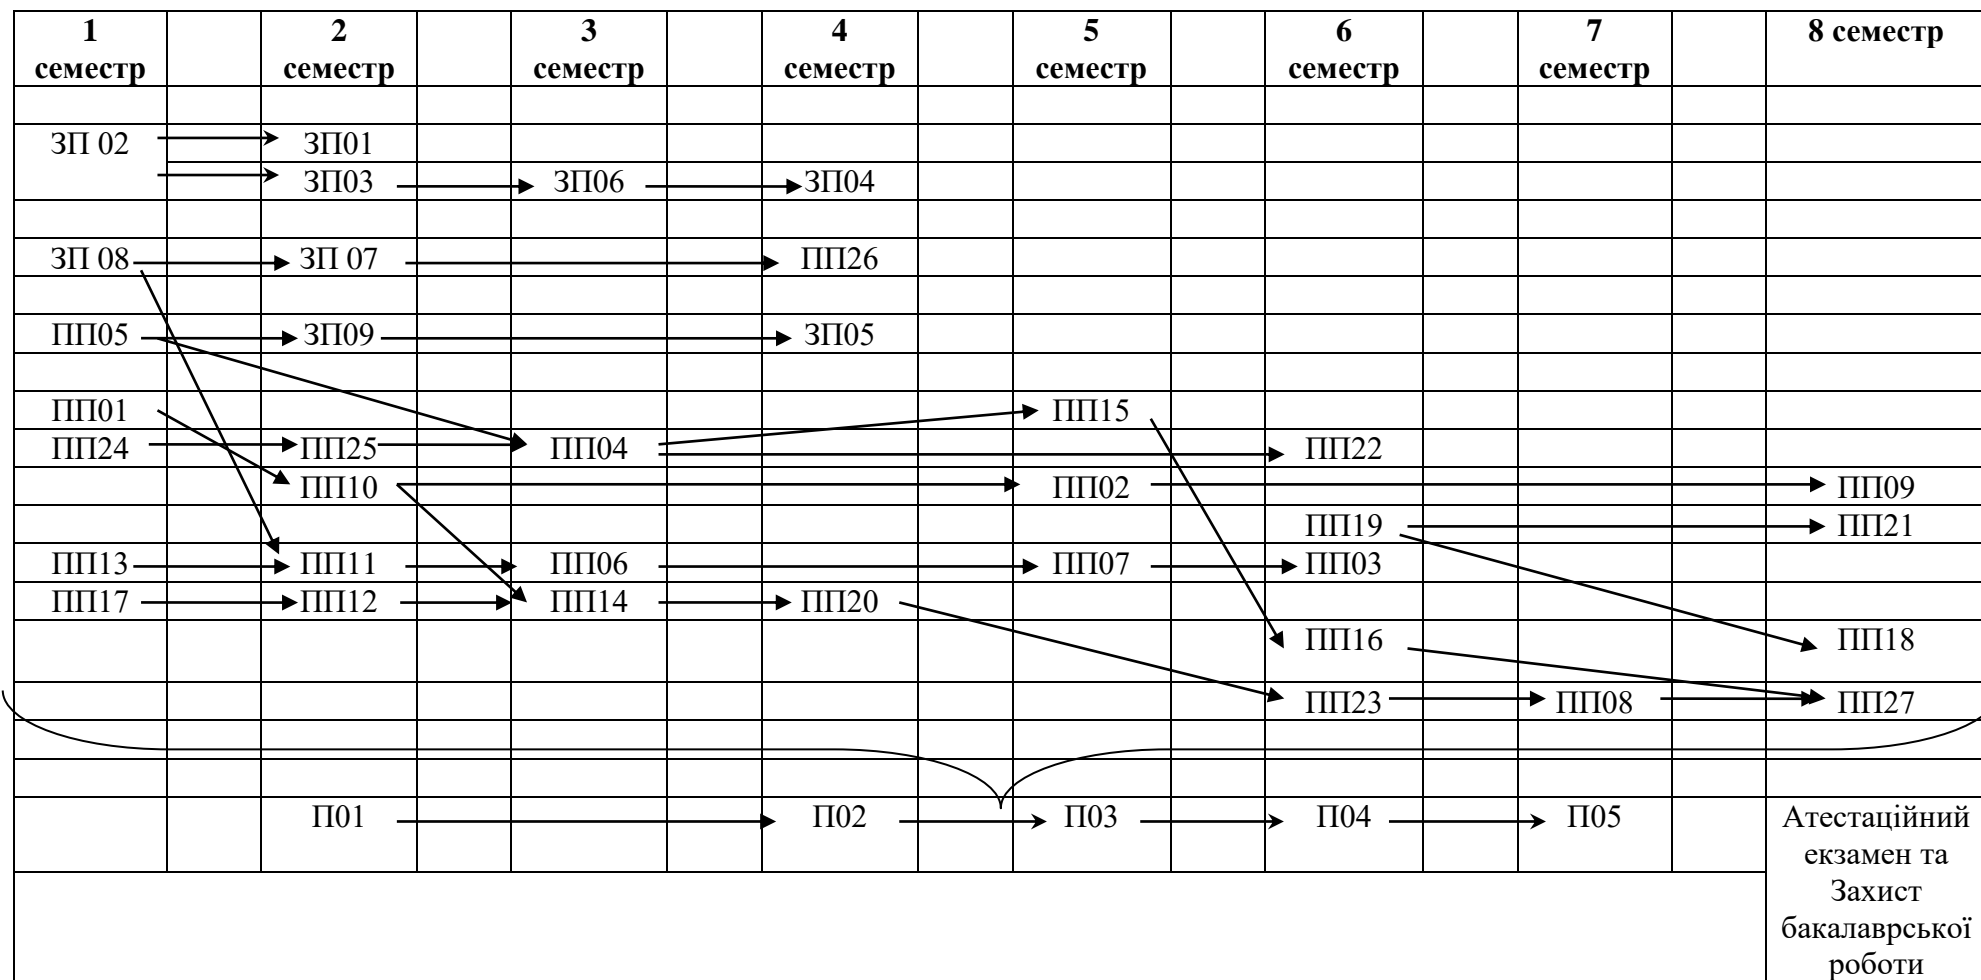 1 семестр 2 семестр 3 семестр 4 семестр 5 семестр 6 семестр 7 семестр 8 семестр
ЗП 02 ЗП01
ЗП03 ЗП06 ЗП04
ЗП 08 ЗП 07 ПП26
ПП05 ЗП09 ЗП05
ПП01 ПП15
ПП24 ПП25 ПП04 ПП22
ПП10 ПП02 ПП09
ПП19 ПП21
ПП13 ПП11 ПП06 ПП07 ПП03
ПП17 ПП12 ПП14 ПП20
ПП16 ПП18
ПП23 ПП08 ПП27
П01 П02 П03 П04 П05 Атестаційний
екзамен та
Захист
бакалаврської
роботи